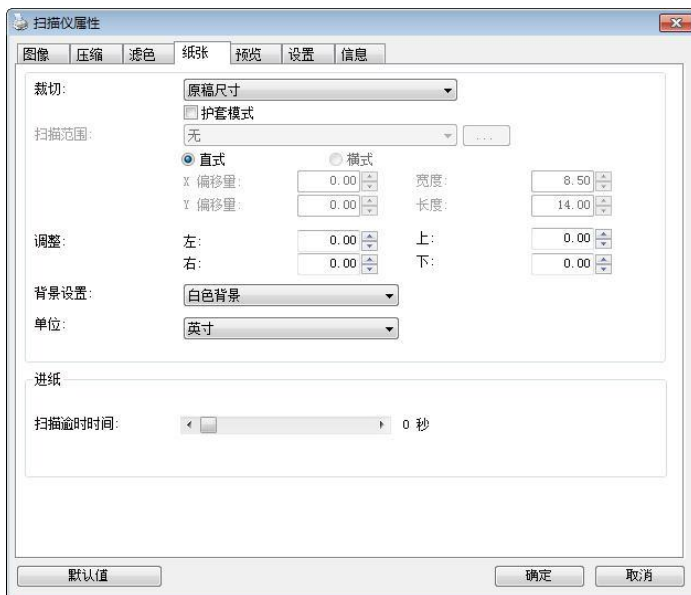 扫描仪属性
图像 压缩 滤色 纸张 预览 设置 信息
裁切: 原稿尺寸
护套模式
扫描范围: 无 ...
直式 横式
X 偏移量: 0.00 宽度: 8.50
Y 偏移量: 0.00 长度: 14.00
调整: 左: 0.00 上: 0.00
右: 0.00 下: 0.00
背景设置: 白色背景
单位: 英寸
进纸
扫描逾时时间: 0 秒
默认值 确定 取消